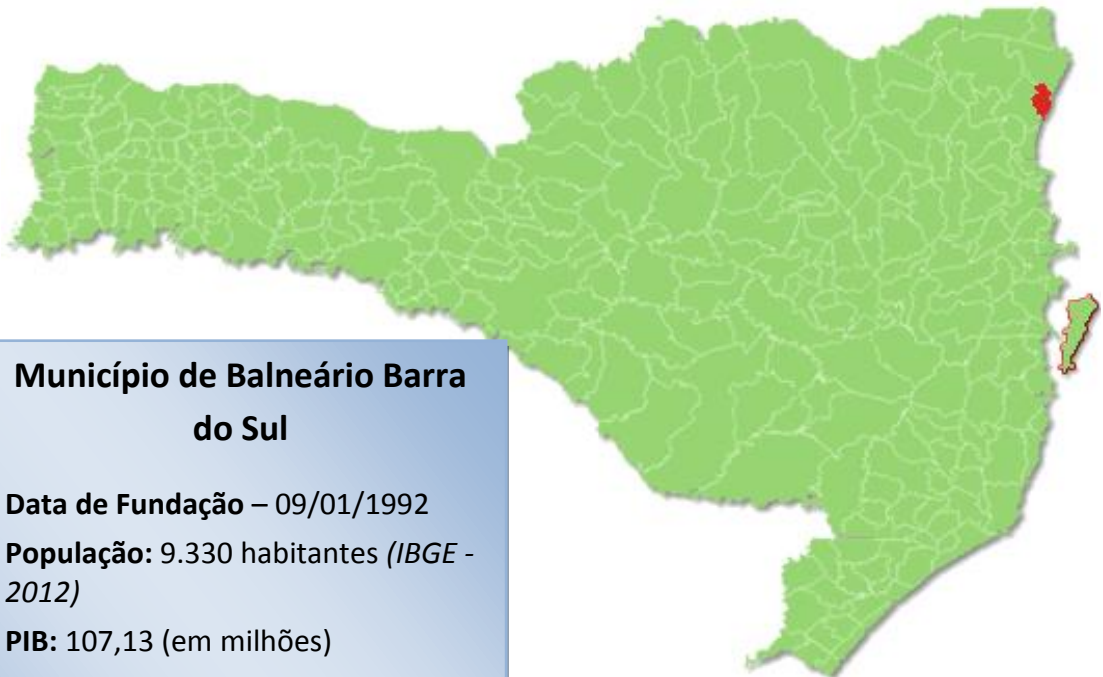 Município de Balneário Barra
do Sul
Data de Fundação – 09/01/1992
População: 9.330 habitantes (IBGE -
2012)
PIB: 107,13 (em milhões)